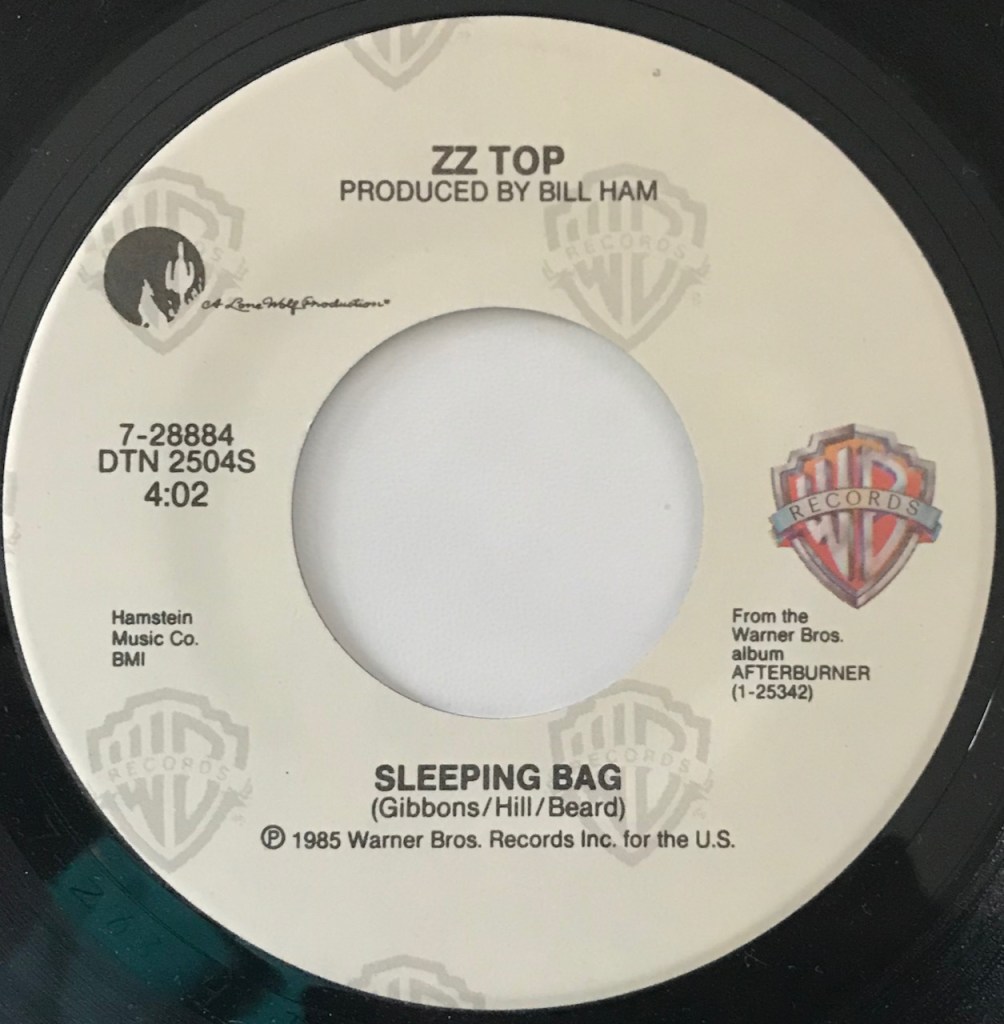 ZZ TOP
PRODUCED BY BILL HAM
A Lone Wolf Production
7-28884
DTN 2504S
4:02
WB
RECORDS
Hamstein
Music Co.
BMI
From the
Warner Bros.
album
AFTERBURNER
(1-25342)
SLEEPING BAG
(Gibbons/Hill/Beard)
℗ 1985 Warner Bros. Records Inc. for the U.S.